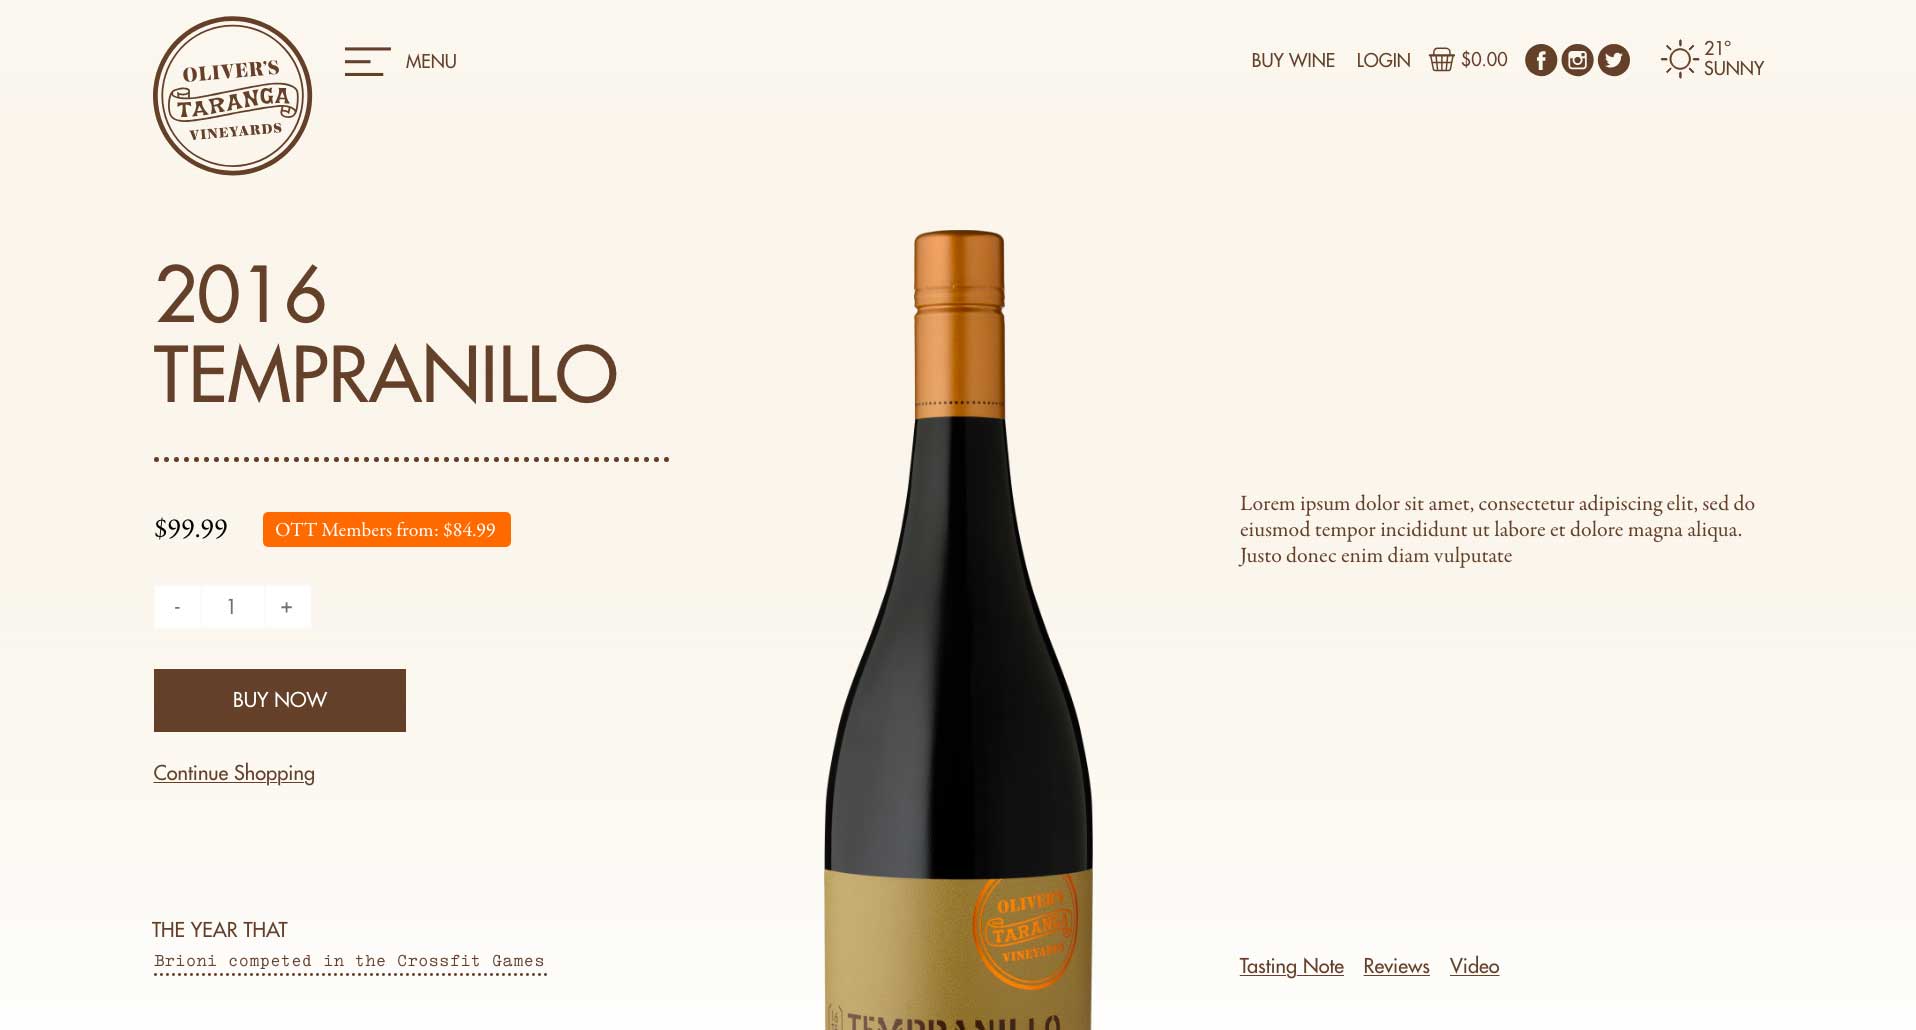 OLIVER'S
TARANGA
VINEYARDS
MENU
BUY WINE LOGIN $0.00
21°
SUNNY
2016
TEMPRANILLO
$99.99 OTT Members from: $84.99
- 1 +
BUY NOW
Continue Shopping
Lorem ipsum dolor sit amet, consectetur adipiscing elit, sed do
eiusmod tempor incididunt ut labore et dolore magna aliqua.
Justo donec enim diam vulputate
THE YEAR THAT
Brioni competed in the Crossfit Games
OLIVER'S
TARANGA
VINEYARDS
TEMPRANILLO
Tasting Note Reviews Video